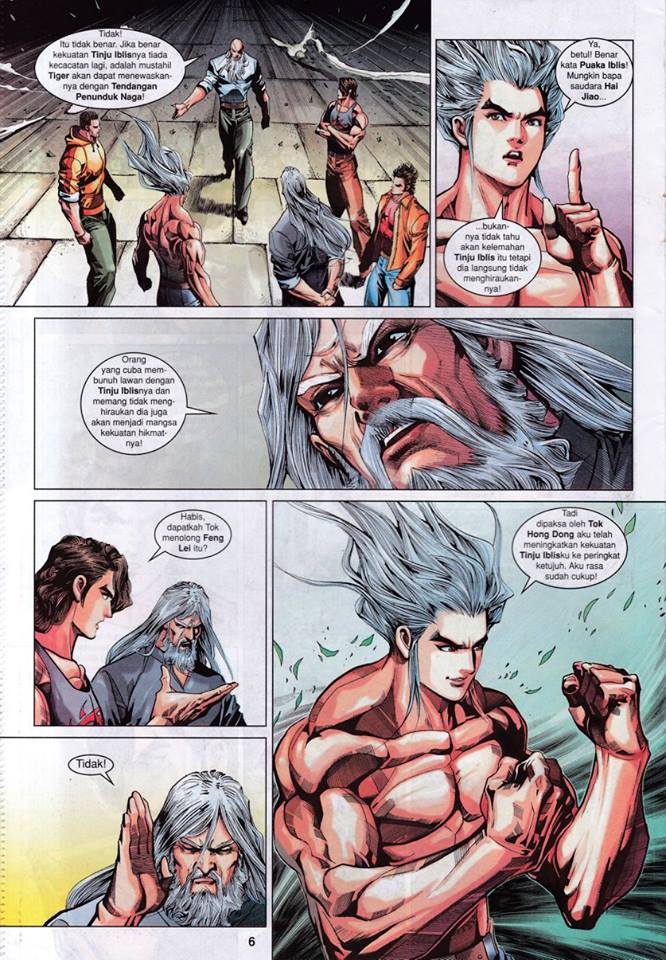 Tidak!
Itu tidak benar. Jika benar
kekuatan Tinju Iblisnya tiada
kecacatan lagi, adalah mustahil
Tiger akan dapat menewaskan-
nya dengan Tendangan
Penunduk Naga!
Ya,
betul! Benar
kata Puaka Iblis!
Mungkin bapa
saudara Hai
Jiao...
...bukan-
nya tidak tahu
akan kelemahan
Tinju Iblis itu tetapi
dia langsung tidak
menghiraukan-
nya!
Orang
yang cuba mem-
bunuh lawan dengan
Tinju Iblisnya dan
memang tidak meng-
hiraukan dia juga
akan menjadi mangsa
kekuatan hikmat-
nya!
Habis,
dapatkah Tok
menolong Feng
Lei itu?
Tadi
dipaksa oleh Tok
Hong Dong aku telah
meningkatkan kekuatan
Tinju Iblisku ke peringkat
ketujuh. Aku rasa
sudah cukup!
Tidak!
6